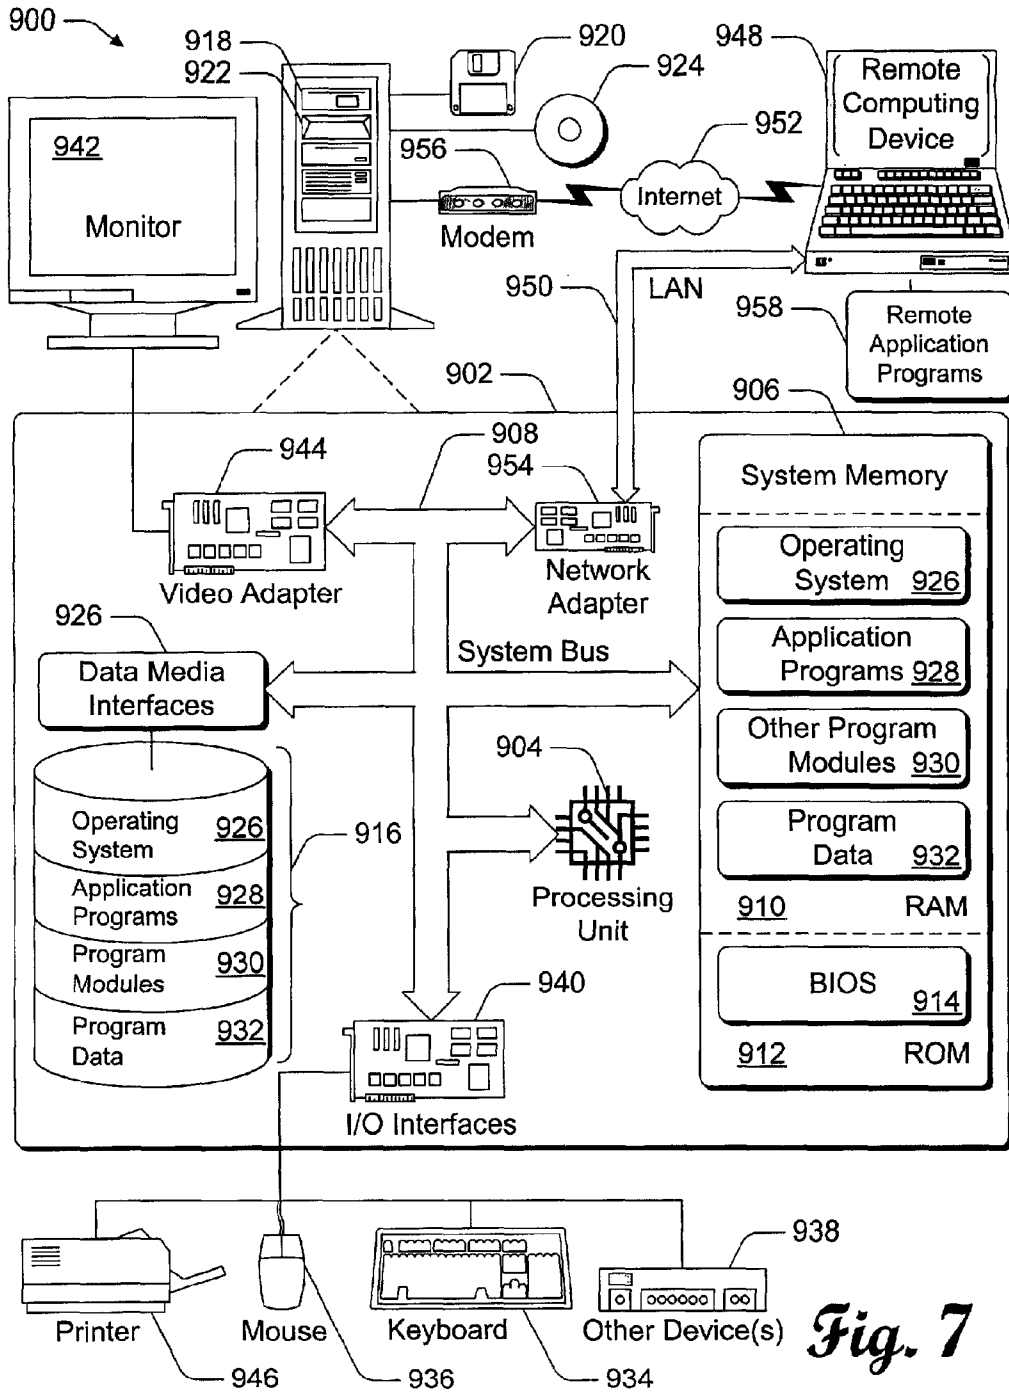 900
918
922
920
924
948
Remote
Computing
Device
942
Monitor
956
Modem
952
Internet
950
LAN
958
Remote
Application
Programs
902
906
944
908
954
Video Adapter
Network
Adapter
System Memory
Operating
System 926
Application
Programs 928
Other Program
Modules 930
Program
Data 932
910 RAM
BIOS 914
912 ROM
926
Data Media
Interfaces
System Bus
Operating
System 926
Application
Programs 928
Program
Modules 930
Program
Data 932
916
904
Processing
Unit
940
I/O Interfaces
Printer
946
Mouse
936
Keyboard
934
938
Other Device(s)
Fig. 7